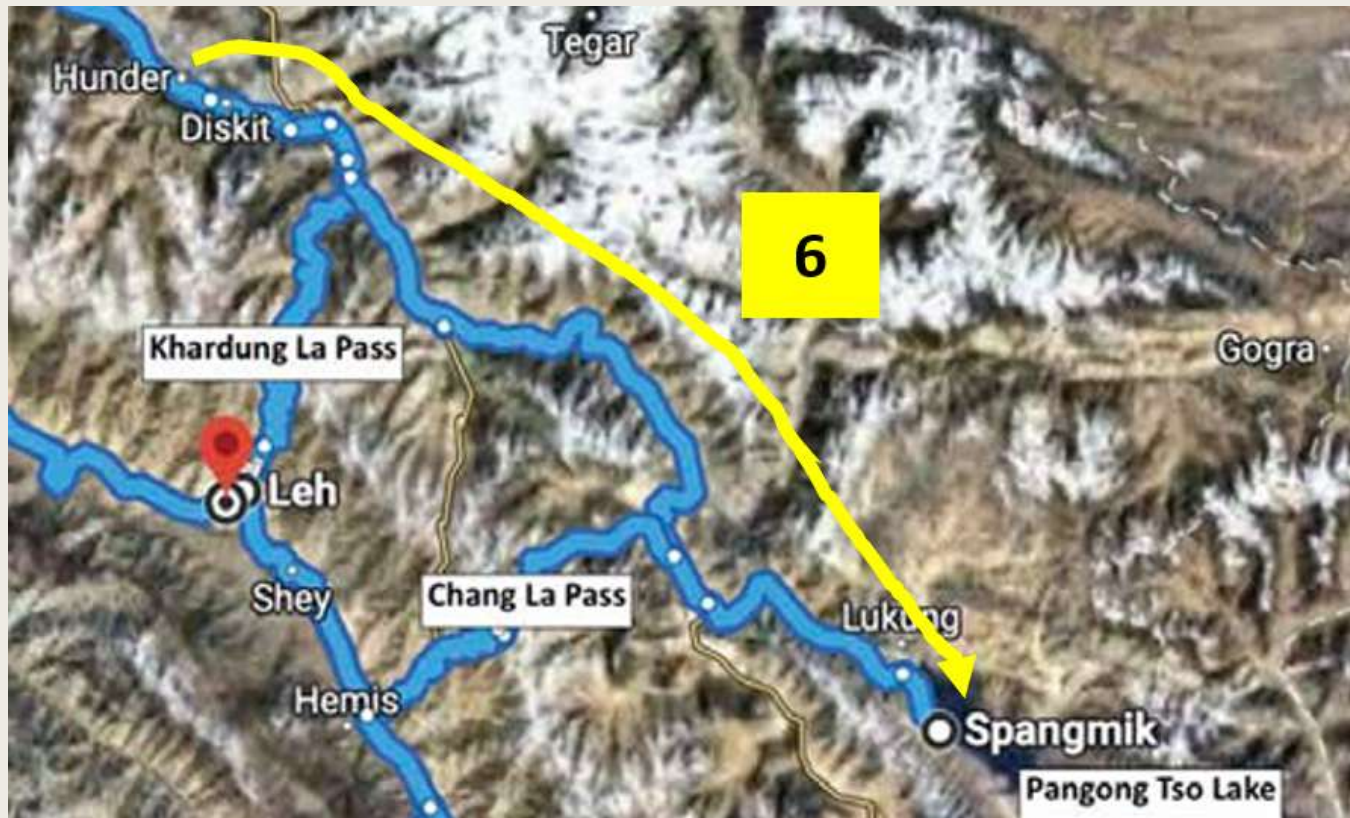 Tegar
Hunder
Diskit
6
Khardung La Pass
Gogra
Leh
Shey
Chang La Pass
Lukung
Hemis
Spangmik
Pangong Tso Lake